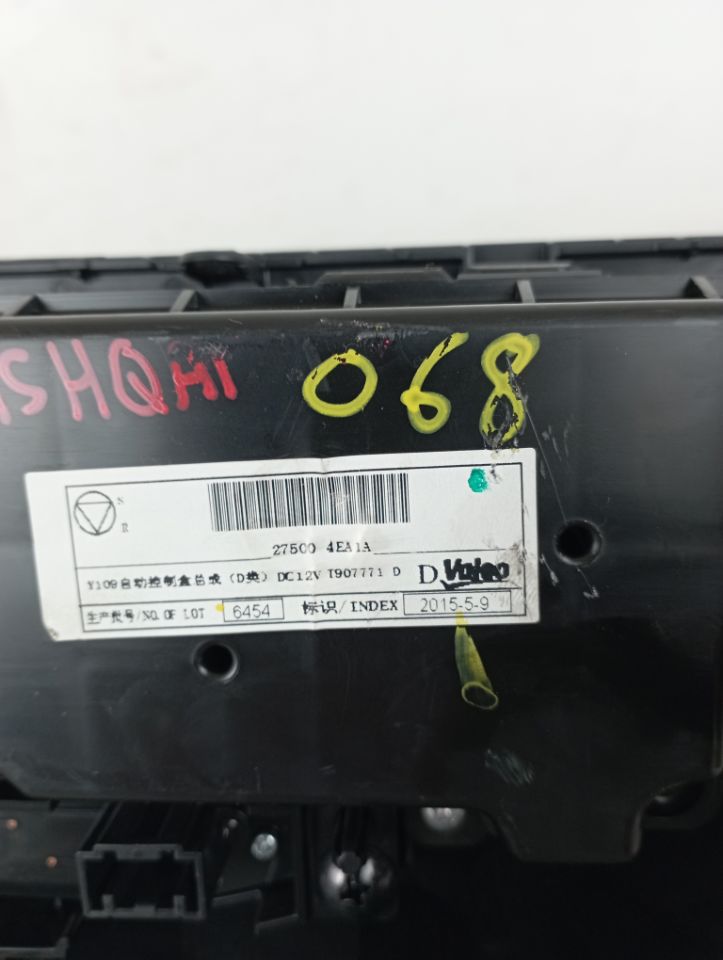 ISHQAI 068
S
R
27500 4EA1A
Y109自动控制盒总成 (D类) DC12V T907771 D D Valeo
生产批号/NO. OF LOT 6454 标识/INDEX 2015-5-9